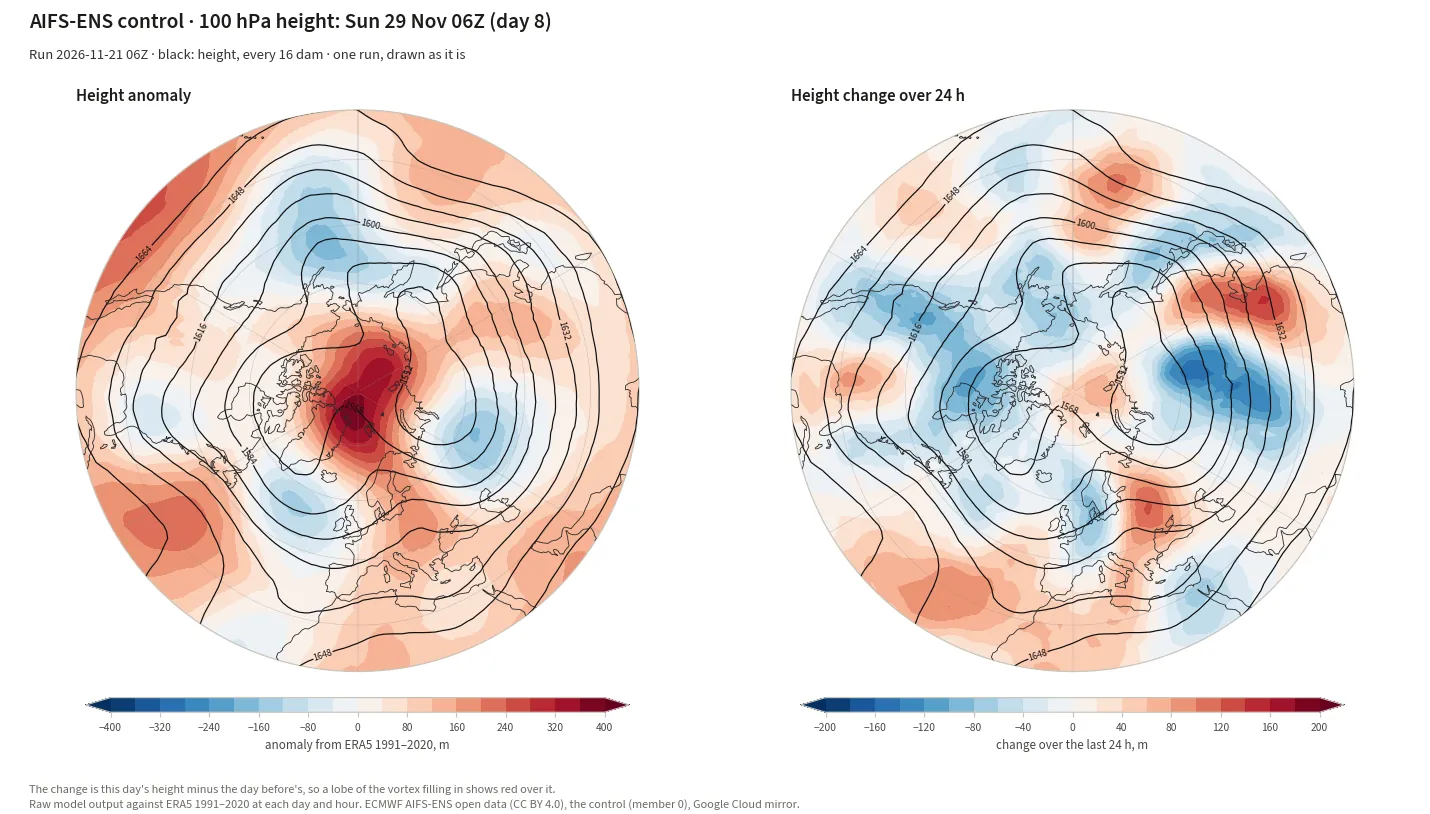 AIFS-ENS control · 100 hPa height: Sun 29 Nov 06Z (day 8)
Run 2026-11-21 06Z · black: height, every 16 dam · one run, drawn as it is
Height anomaly
Height change over 24 h
1648
1600
1664
1616
1632
1632
1568
1584
1648
1648
1600
1664
1616
1632
1632
1568
1584
1648
−400 −320 −240 −160 −80 0 80 160 240 320 400
anomaly from ERA5 1991–2020, m
−200 −160 −120 −80 −40 0 40 80 120 160 200
change over the last 24 h, m
The change is this day's height minus the day before's, so a lobe of the vortex filling in shows red over it.
Raw model output against ERA5 1991–2020 at each day and hour. ECMWF AIFS-ENS open data (CC BY 4.0), the control (member 0), Google Cloud mirror.